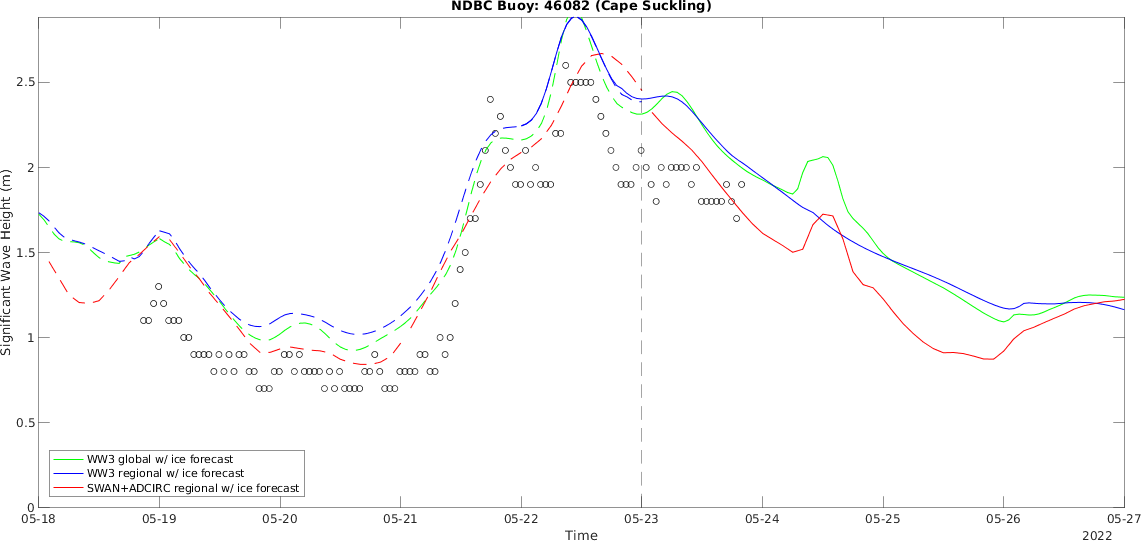 NDBC Buoy: 46082 (Cape Suckling)
Significant Wave Height (m)
2.5
2
1.5
1
0.5
0
WW3 global w/ ice forecast
WW3 regional w/ ice forecast
SWAN+ADCIRC regional w/ ice forecast
05-18 05-19 05-20 05-21 05-22 05-23 05-24 05-25 05-26 05-27
Time
2022